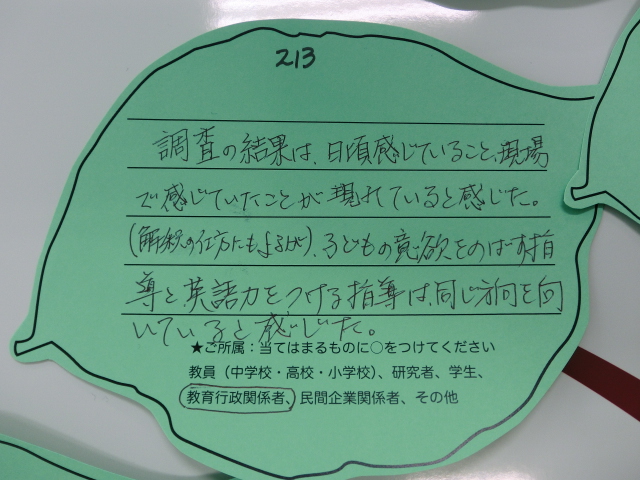 213
調査の結果は、日頃感じていること、現場
で感じていたことが現れていると感じた。
(解釈の仕方にもよるが)、子どもの意欲をのばす指
導と、英語力をつける指導は、同じ方向を向
いていると感じた。
★ご所属：当てはまるものに○をつけてください
教員（中学校・高校・小学校）、研究者、学生、
教育行政関係者、民間企業関係者、その他